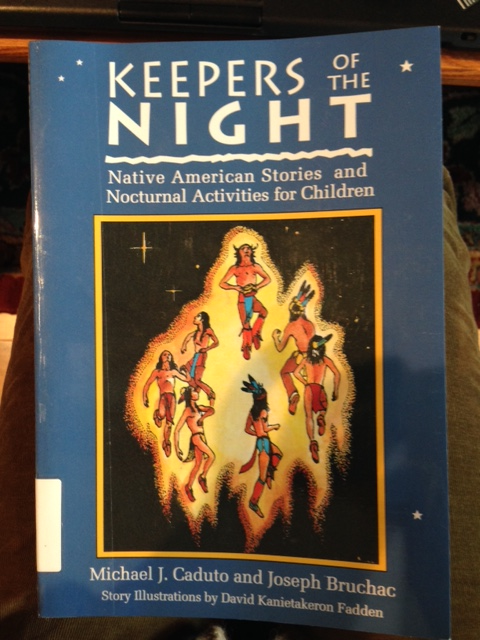 KEEPERS OF THE
NIGHT
Native American Stories and
Nocturnal Activities for Children
Michael J. Caduto and Joseph Bruchac
Story Illustrations by David Kanietakeron Fadden